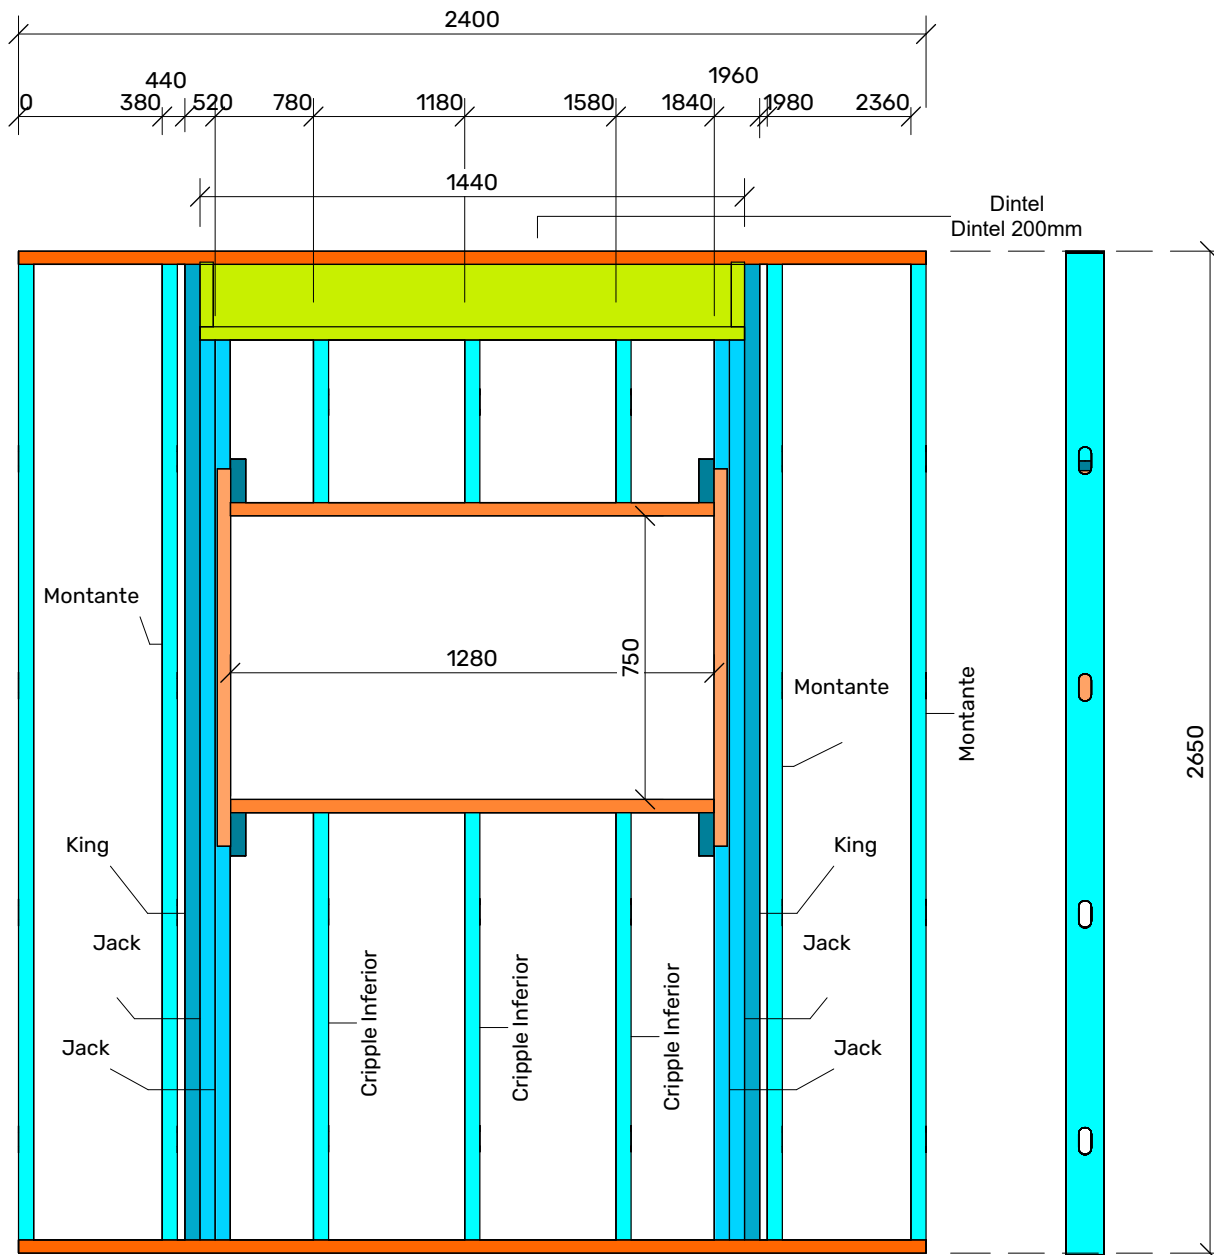 2400
440
1960
0
380
520
780
1180
1580
1840
1980
2360
1440
Dintel
Dintel 200mm
Montante
1280
750
Montante
Montante
2650
King
King
Jack
Jack
Cripple Inferior
Cripple Inferior
Cripple Inferior
Jack
Jack